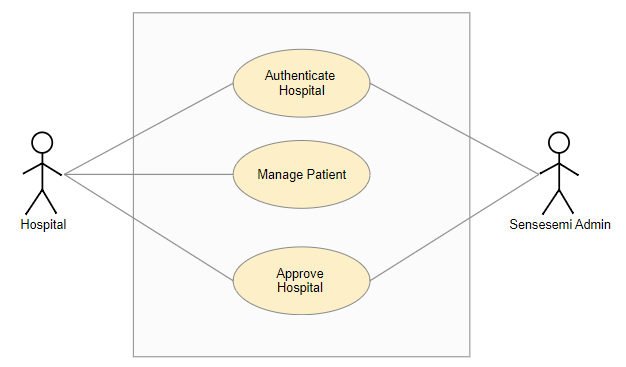 Authenticate
Hospital
Manage Patient
Hospital
Sensesemi Admin
Approve
Hospital